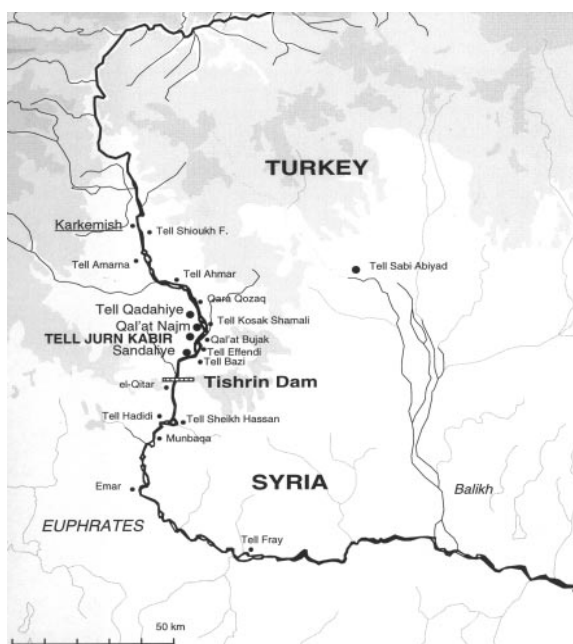 TURKEY
Karkemish
Tell Shioukh F.
Tell Amarna
Tell Ahmar
Tell Sabi Abiyad
Qara Qozaq
Tell Qadahiye
Tell Kosak Shamali
Qal'at Najm
TELL JURN KABIR
Qal'at Bujak
Sandaliye
Tell Effendi
Tell Bazi
el-Qitar
Tishrin Dam
Tell Hadidi
Tell Sheikh Hassan
Munbaqa
Emar
SYRIA
Balikh
EUPHRATES
Tell Fray
50 km